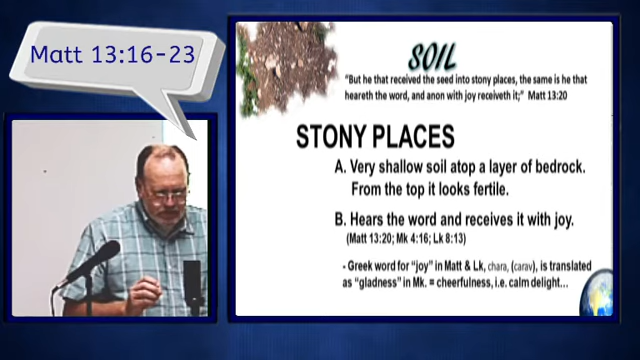 Matt 13:16-23
SOIL
"But he that received the seed into stony places, the same is he that
heareth the word, and anon with joy receiveth it;" Matt 13:20
STONY PLACES
A. Very shallow soil atop a layer of bedrock.
From the top it looks fertile.
B. Hears the word and receives it with joy.
(Matt 13:20; Mk 4:16; Lk 8:13)
- Greek word for "joy" in Matt & Lk, chara, (carav), is translated
as "gladness" in Mk. = cheerfulness, i.e. calm delight...